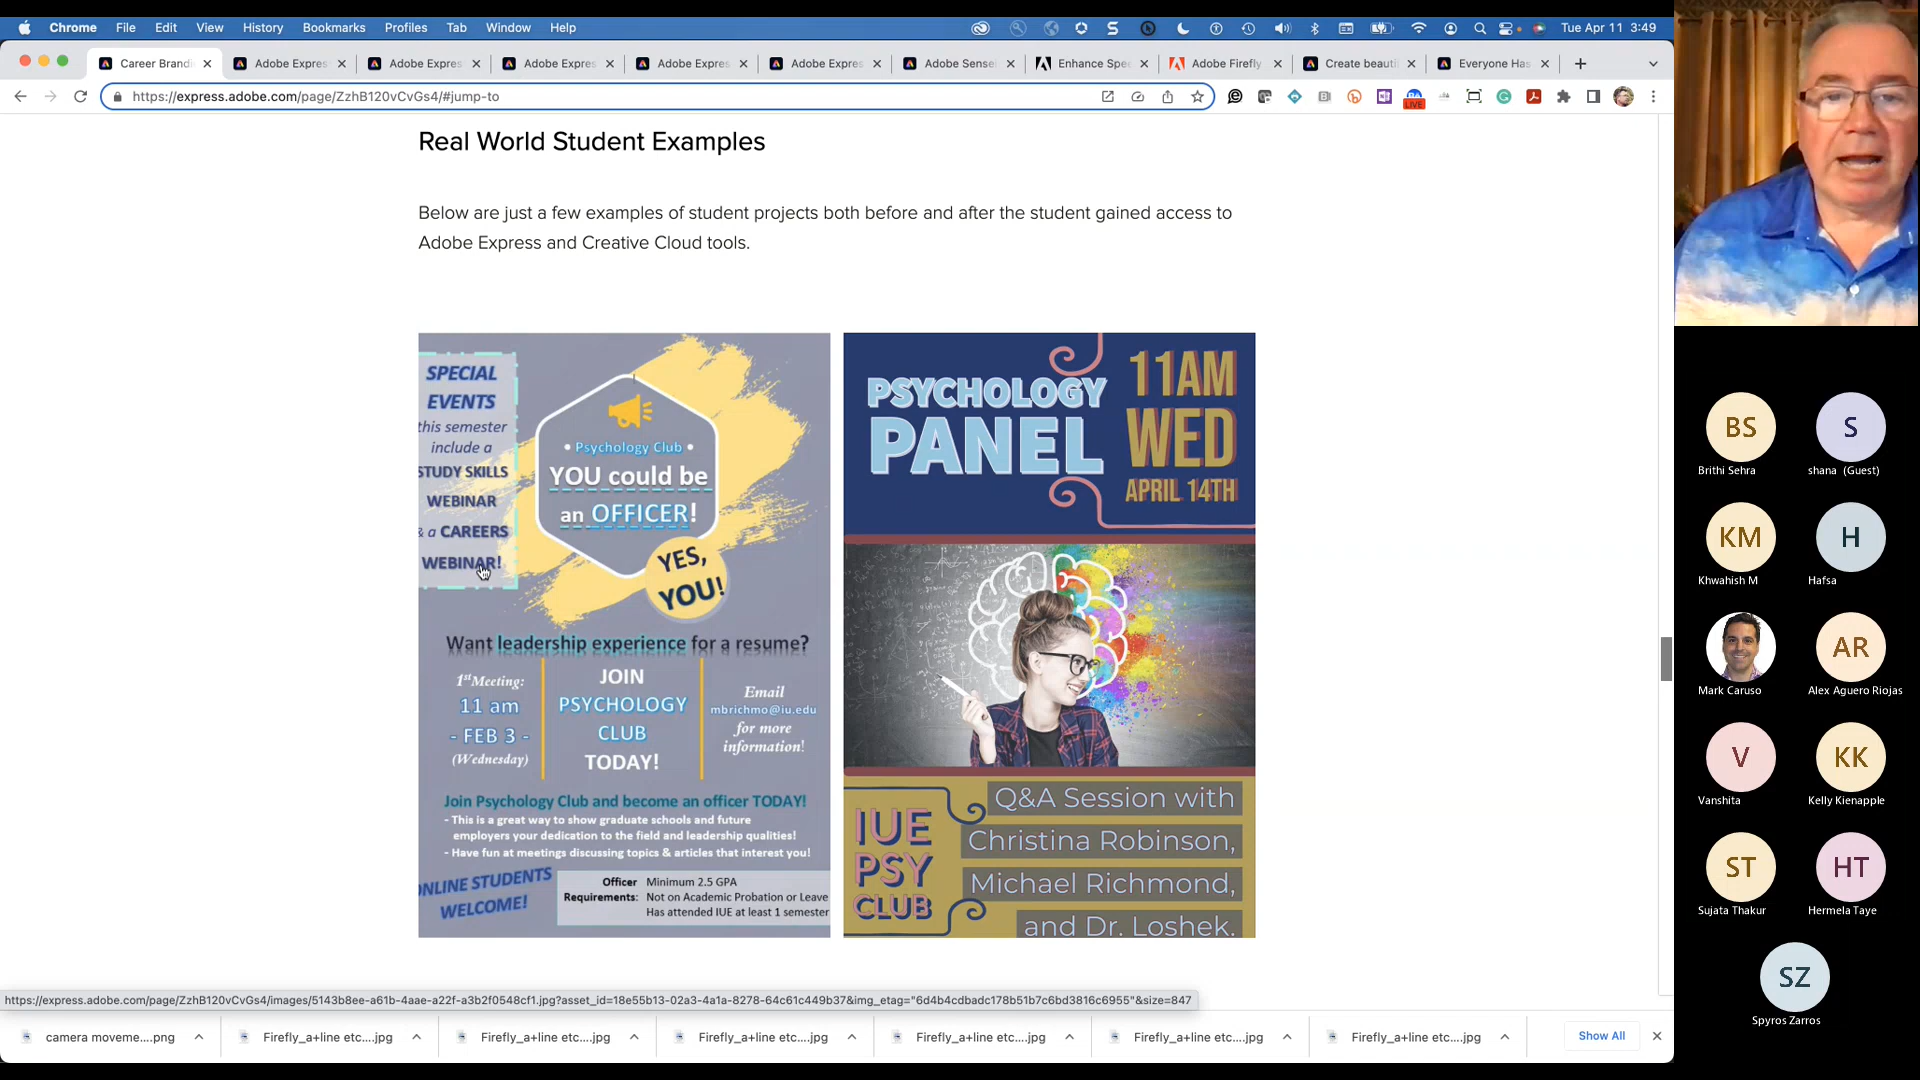 Chrome File Edit View History Bookmarks Profiles Tab Window Help
Tue Apr 11 3:49
Career Brandi
Adobe Expres
Adobe Expres
Adobe Expres
Adobe Expres
Adobe Expres
Adobe Sense
Enhance Spee
Adobe Firefly
Create beauti
Everyone Has
https://express.adobe.com/page/ZzhB120vCvGs4/#jump-to
LIVE
Real World Student Examples
Below are just a few examples of student projects both before and after the student gained access to
Adobe Express and Creative Cloud tools.
SPECIAL
EVENTS
this semester
include a
STUDY SKILLS
WEBINAR
& a CAREERS
WEBINAR!
• Psychology Club •
YOU could be
an OFFICER!
YES,
YOU!
Want leadership experience for a resume?
1st Meeting:
11 am
- FEB 3 -
(Wednesday)
JOIN
PSYCHOLOGY
CLUB
TODAY!
Email
mbrichmo@iu.edu
for more
information!
Join Psychology Club and become an officer TODAY!
- This is a great way to show graduate schools and future
employers your dedication to the field and leadership qualities!
- Have fun at meetings discussing topics & articles that interest you!
ONLINE STUDENTS
WELCOME!
Officer Minimum 2.5 GPA
Requirements: Not on Academic Probation or Leave
Has attended IUE at least 1 semester
PSYCHOLOGY
PANEL
11AM
WED
APRIL 14TH
IUE
PSY
CLUB
Q&A Session with
Christina Robinson,
Michael Richmond,
and Dr. Loshek.
https://express.adobe.com/page/ZzhB120vCvGs4/images/5143b8ee-a61b-4aae-a22f-a3b2f0548cf1.jpg?asset_id=18e55b13-02a3-4a1a-8278-64c61c449b37&img_etag="6d4b4cdbadc178b51b7c6bd3816c6955"&size=847
camera moveme....png
Firefly_a+line etc....jpg
Firefly_a+line etc....jpg
Firefly_a+line etc....jpg
Firefly_a+line etc....jpg
Firefly_a+line etc....jpg
Firefly_a+line etc....jpg
Show All
BS
Brithi Sehra
S
shana (Guest)
KM
Khwahish M
H
Hafsa
Mark Caruso
AR
Alex Aguero Riojas
V
Vanshita
KK
Kelly Kienapple
ST
Sujata Thakur
HT
Hermela Taye
SZ
Spyros Zarros